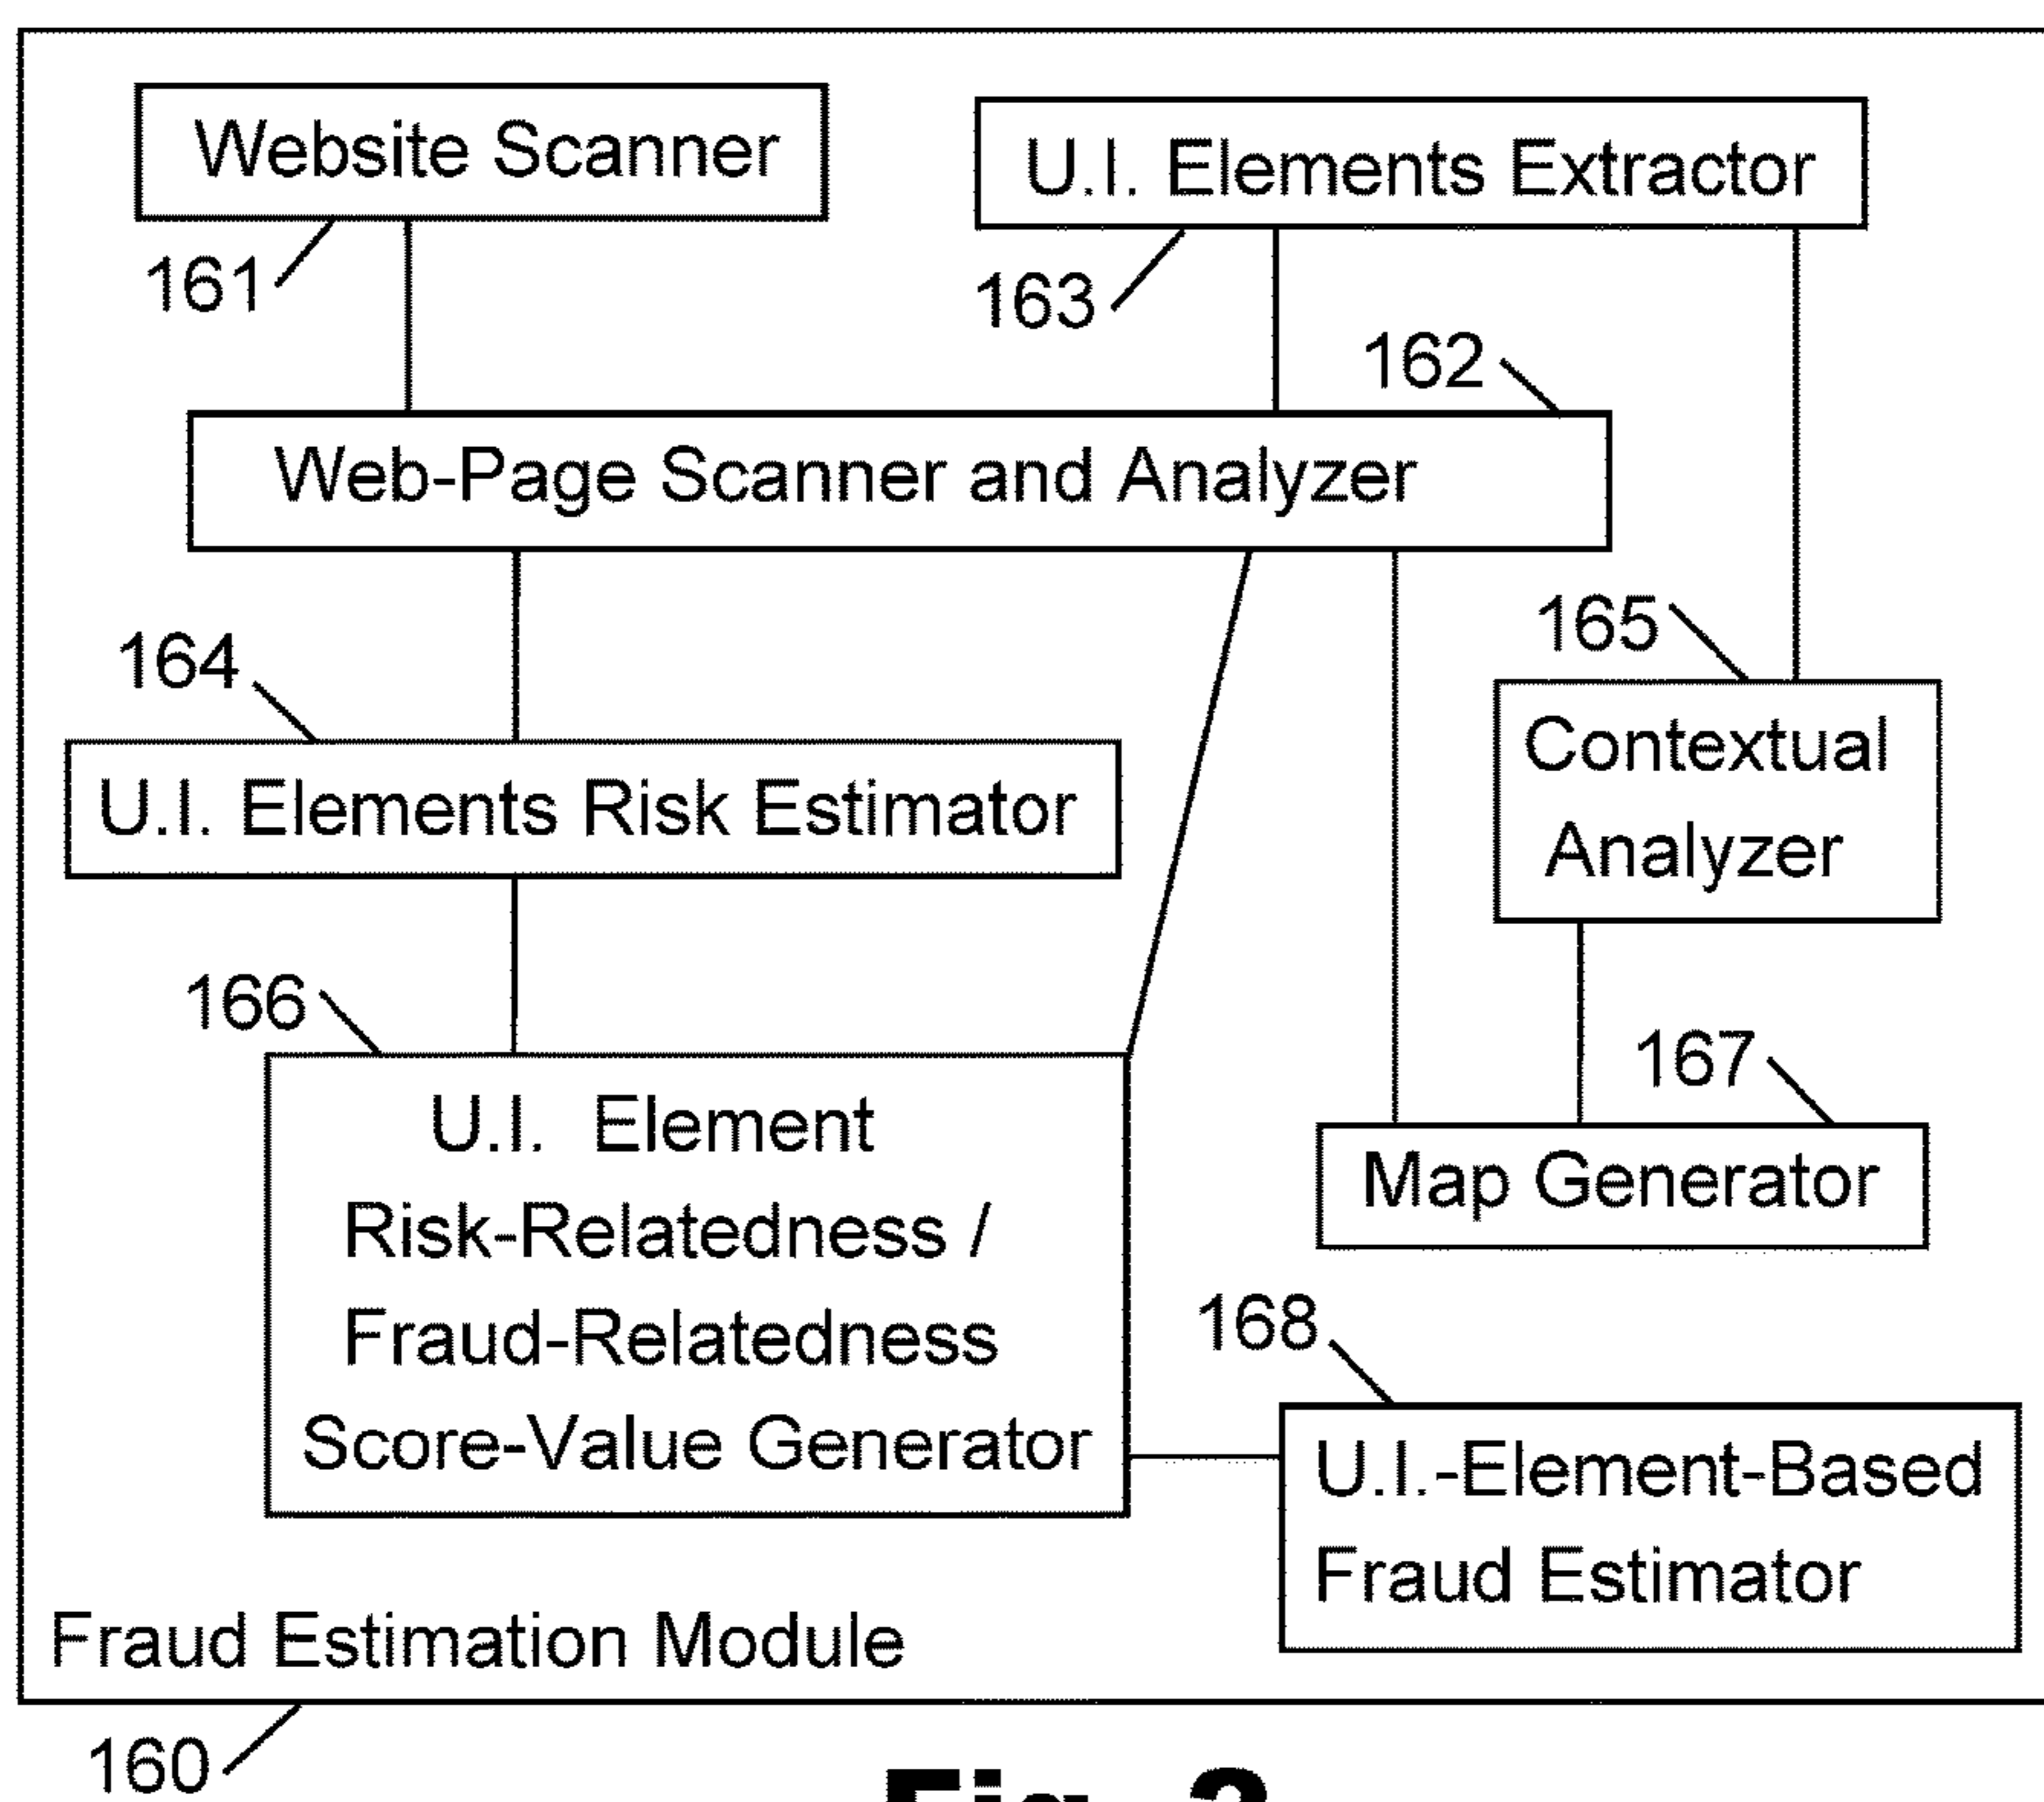 Website Scanner
U.I. Elements Extractor
161
163
162
Web-Page Scanner and Analyzer
165
164
Contextual
Analyzer
U.I. Elements Risk Estimator
166
167
U.I. Element
Risk-Relatedness /
Fraud-Relatedness
Score-Value Generator
Map Generator
168
U.I.-Element-Based
Fraud Estimator
Fraud Estimation Module
160